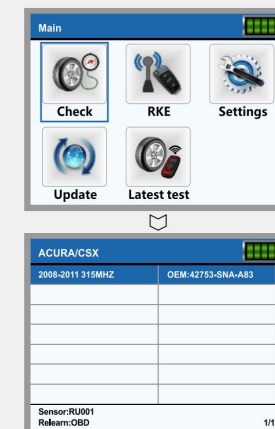 Main
Check
RKE
Settings
Update
Latest test
ACURA/CSX
2008-2011 315MHZ
OEM:42753-SNA-A83
Sensor:RU001
Relearn:OBD
1/1